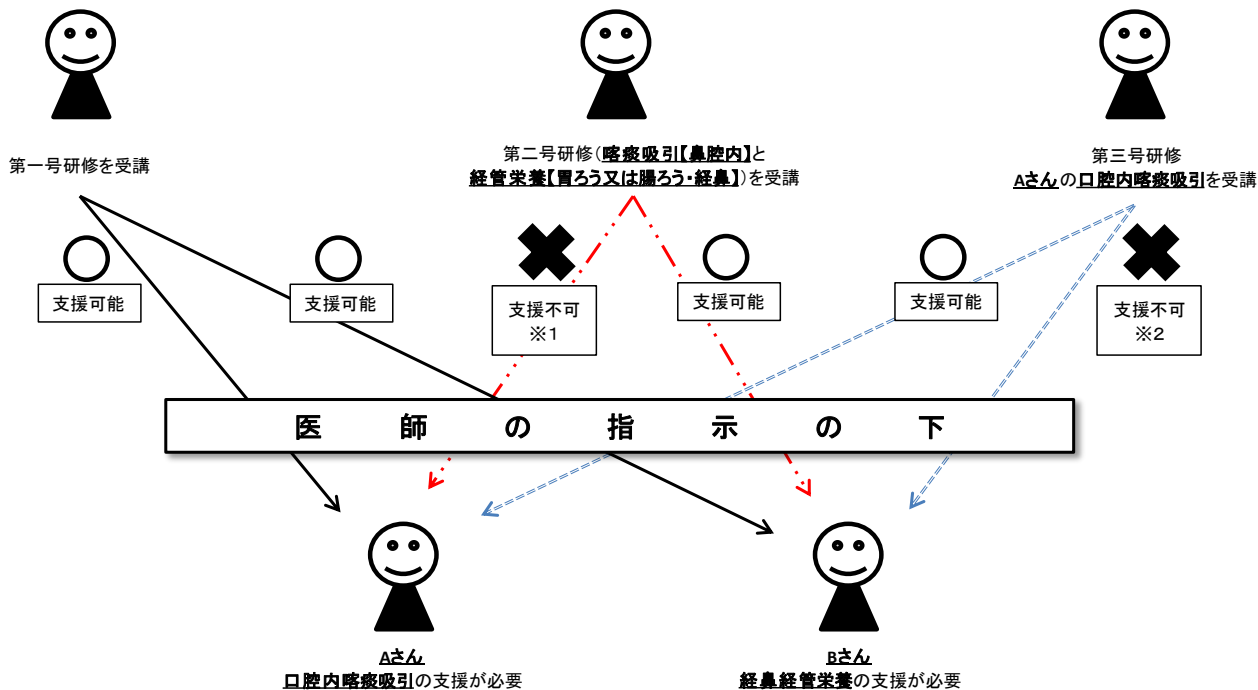 第一号研修を受講
第二号研修(喀痰吸引【鼻腔内】と
経管栄養【胃ろう又は腸ろう・経鼻】)を受講
第三号研修
Aさんの口腔内喀痰吸引を受講
支援可能
支援可能
支援不可
※1
支援可能
支援可能
支援不可
※2
医師の指示の下
Aさん
口腔内喀痰吸引の支援が必要
Bさん
経鼻経管栄養の支援が必要